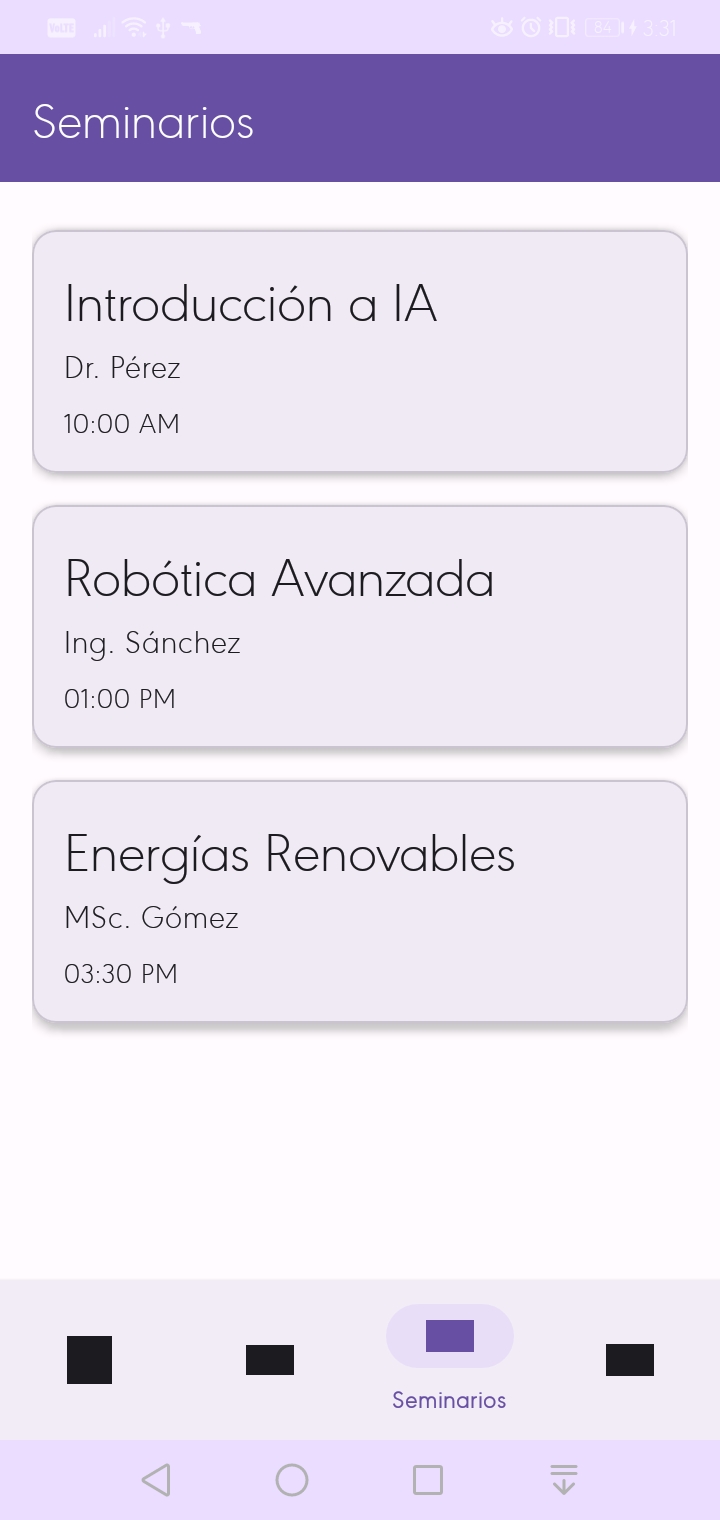 VoLTE 84 3:31
Seminarios
Introducción a IA
Dr. Pérez
10:00 AM
Robótica Avanzada
Ing. Sánchez
01:00 PM
Energías Renovables
MSc. Gómez
03:30 PM
Seminarios